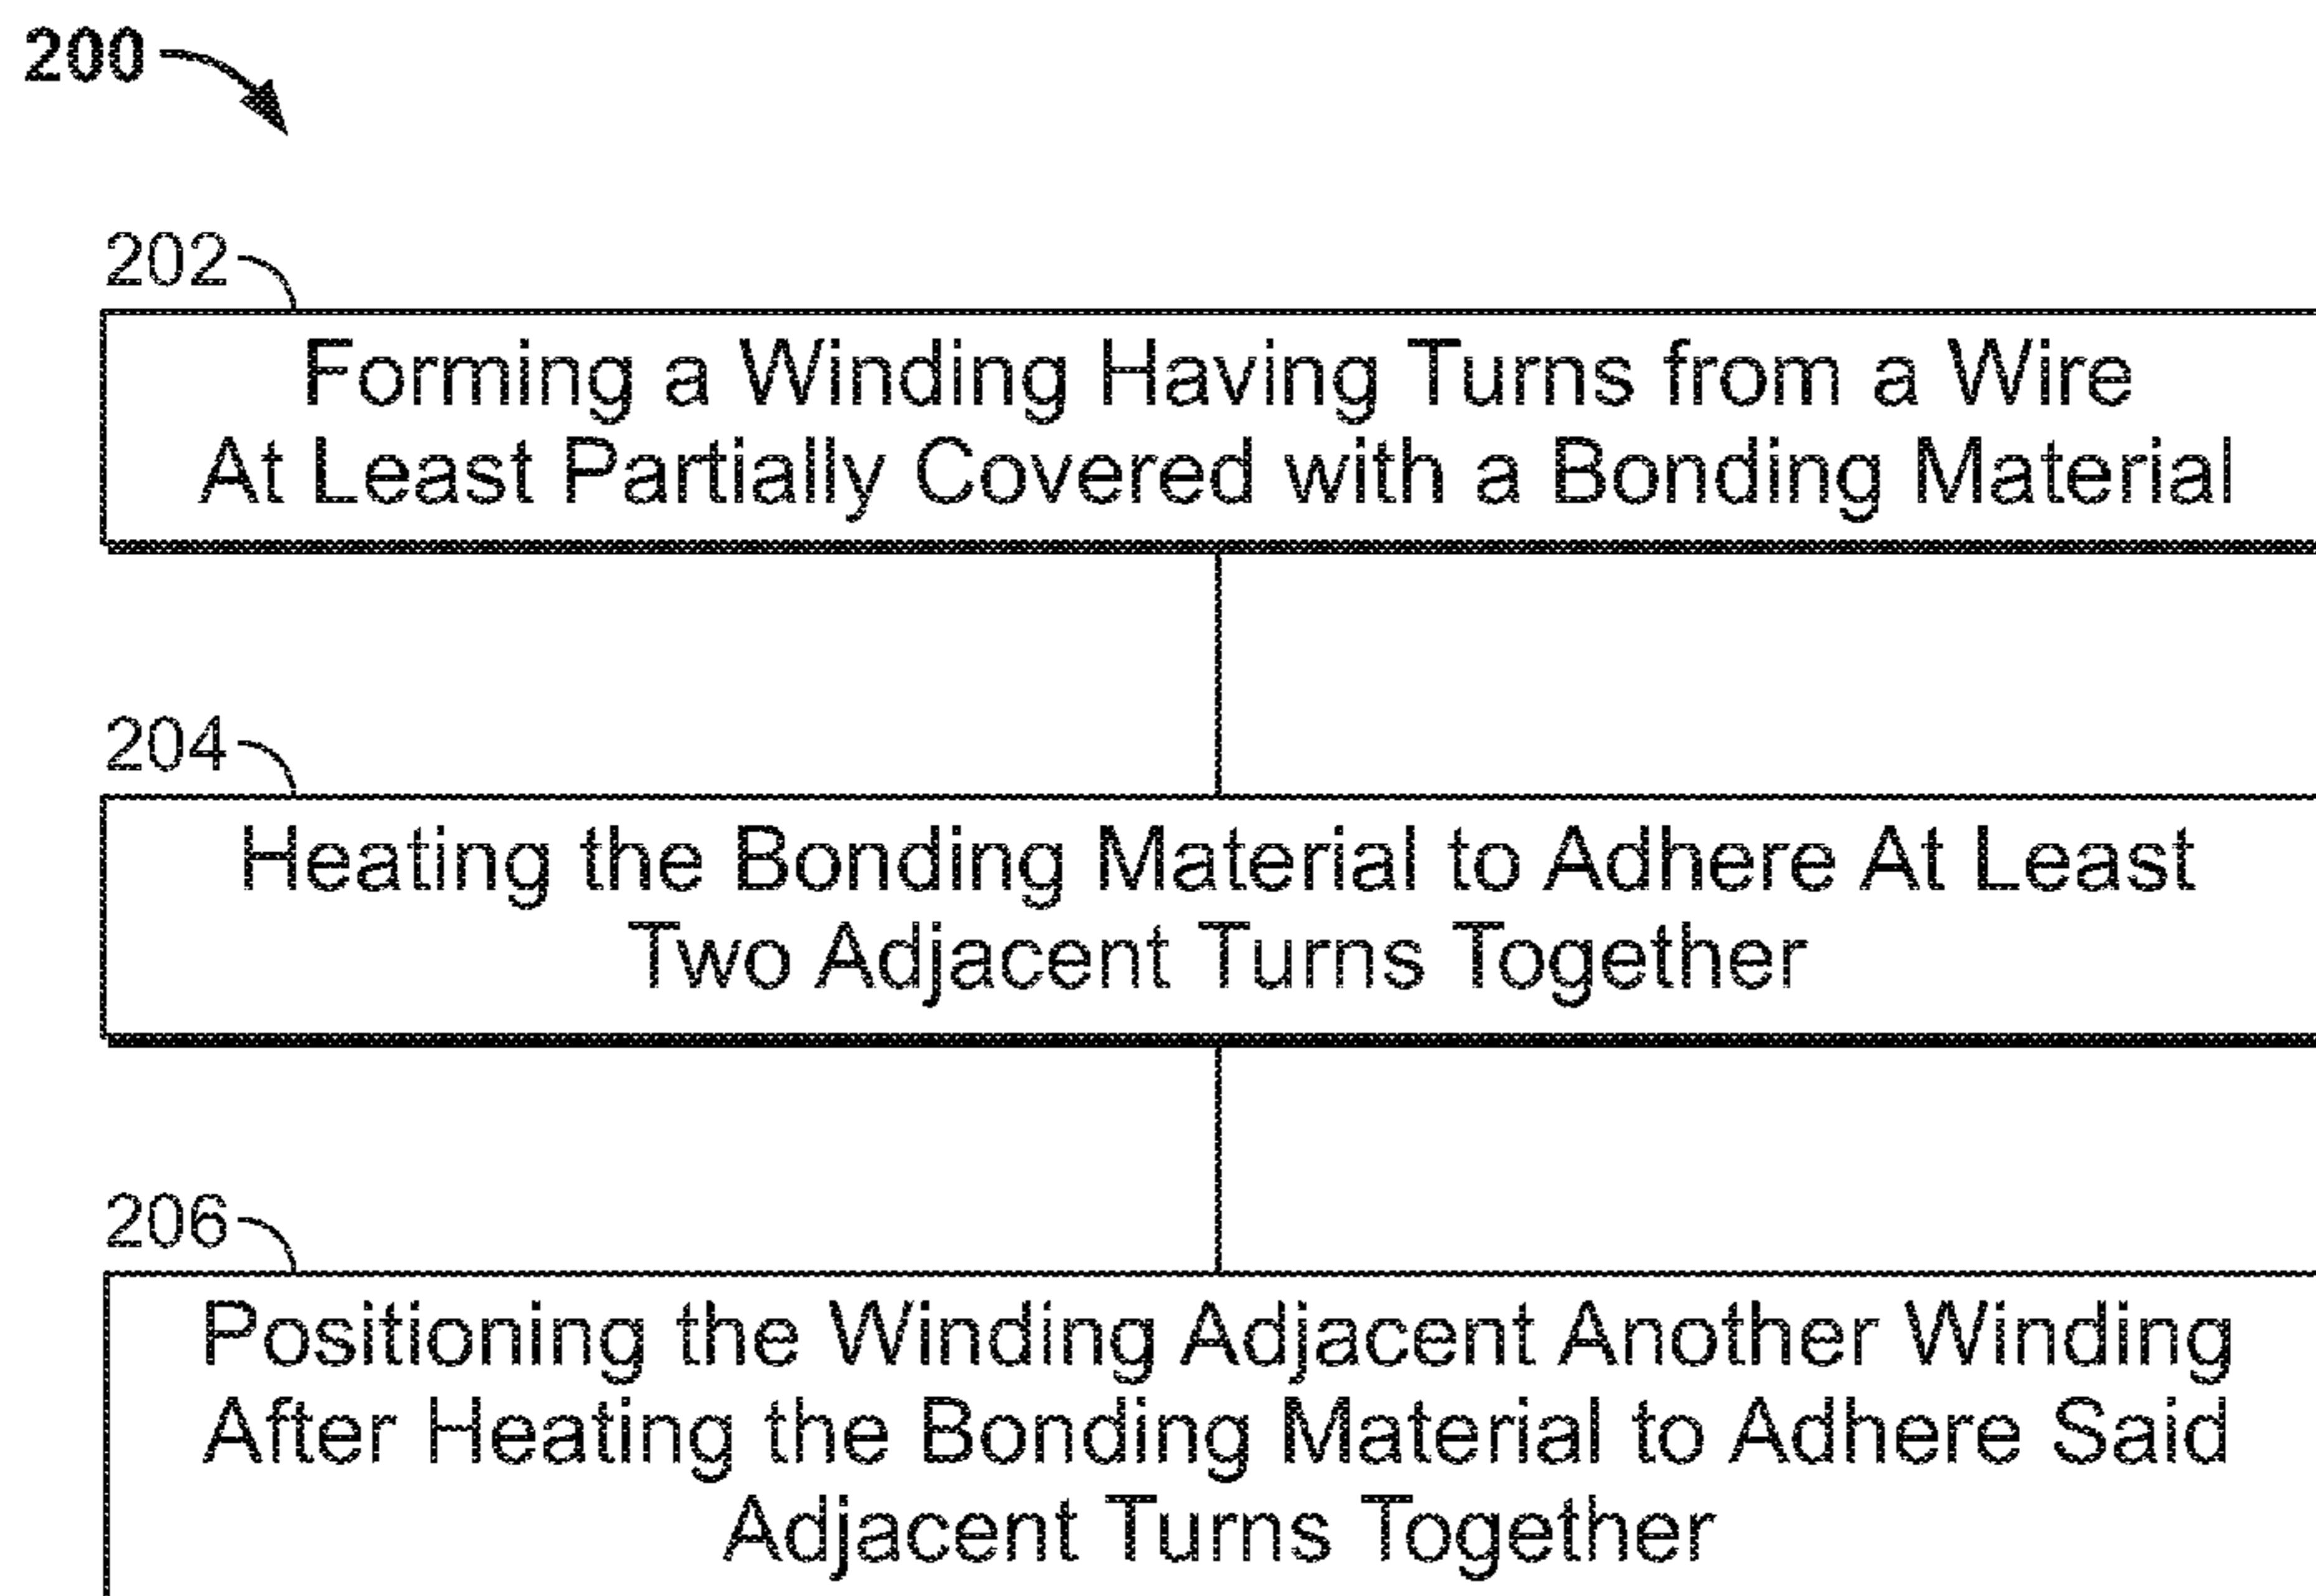 200
202
Forming a Winding Having Turns from a Wire
At Least Partially Covered with a Bonding Material
204
Heating the Bonding Material to Adhere At Least
Two Adjacent Turns Together
206
Positioning the Winding Adjacent Another Winding
After Heating the Bonding Material to Adhere Said
Adjacent Turns Together